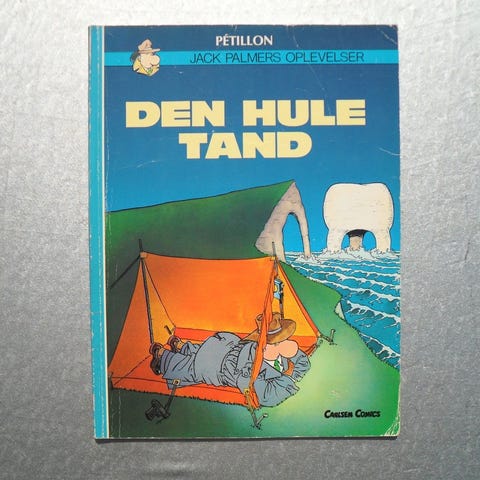 PÉTILLON
JACK PALMERS OPLEVELSER
DEN HULE
TAND
CARLSEN COMICS